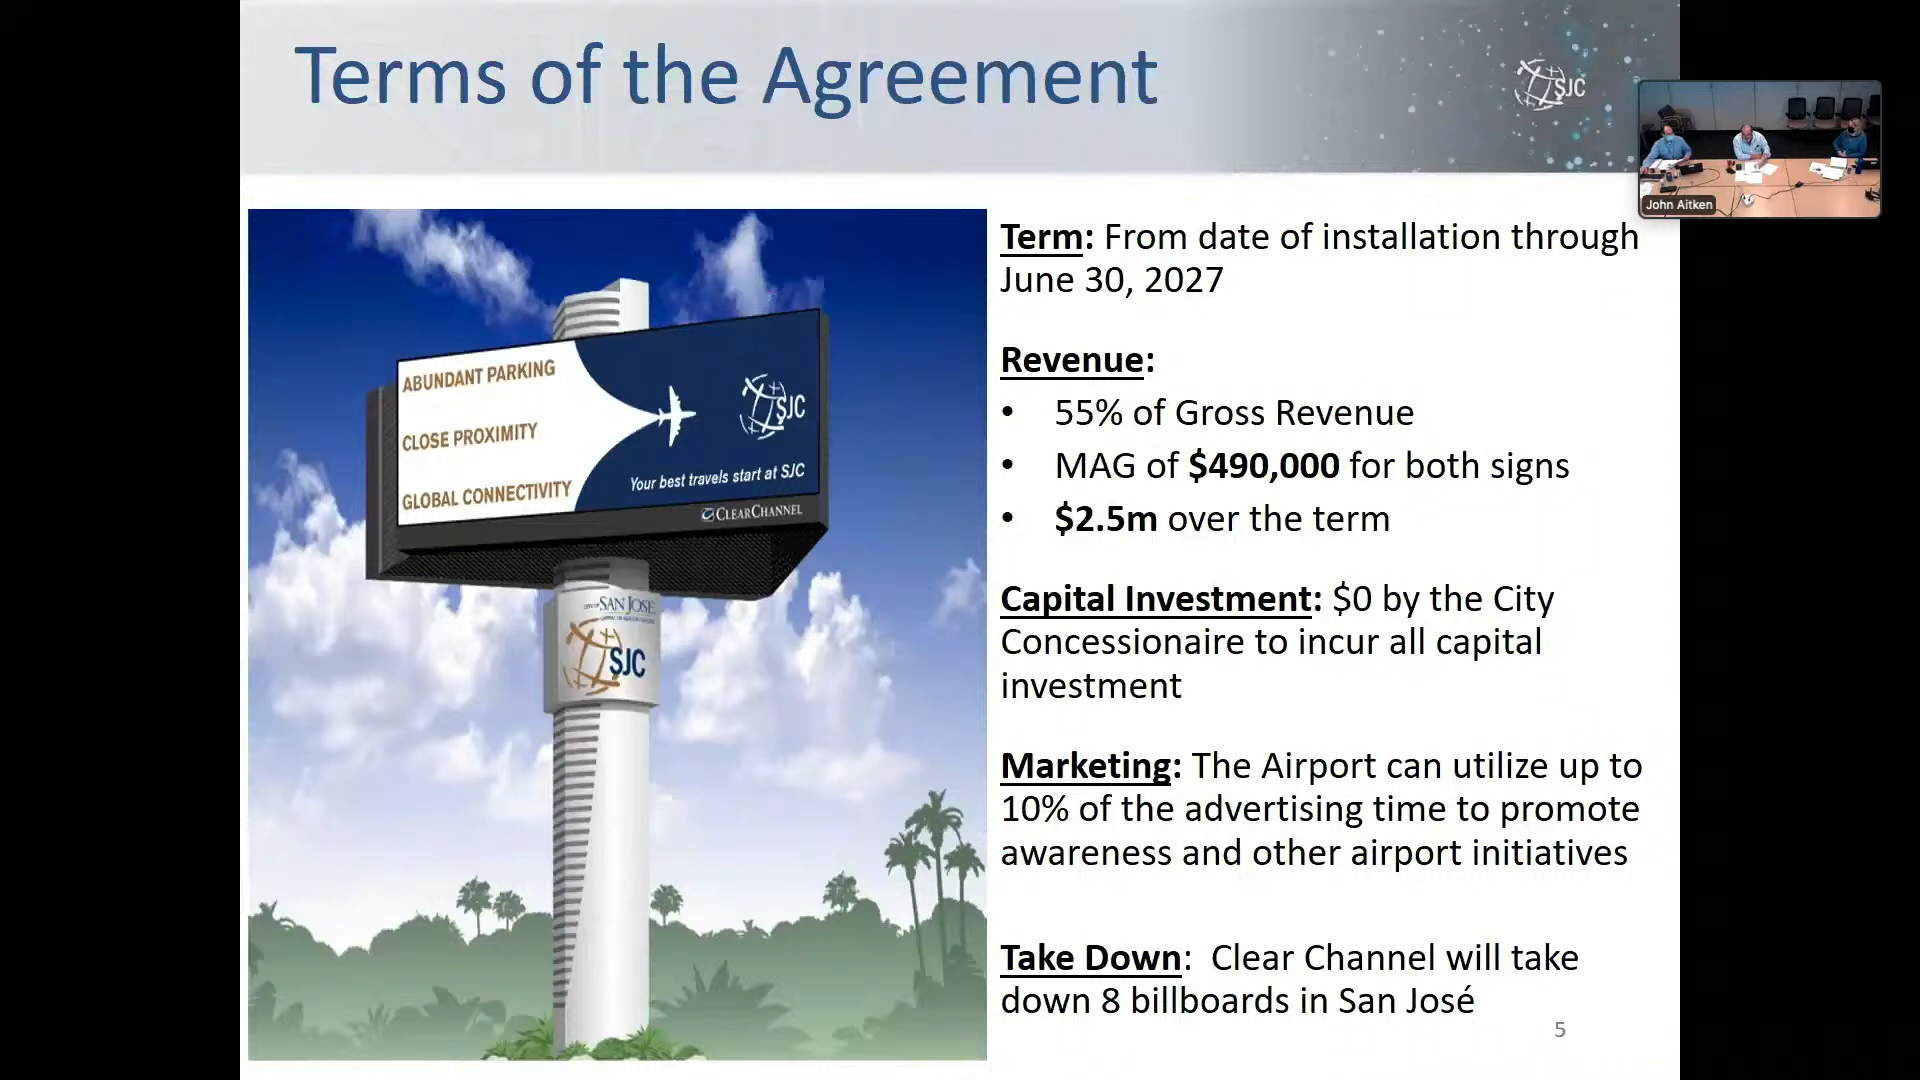 Terms of the Agreement
SJC
John Aitken
ABUNDANT PARKING
CLOSE PROXIMITY
GLOBAL CONNECTIVITY
SJC
Your best travels start at SJC
CLEARCHANNEL
CITY OF SAN JOSE
SJC
Term: From date of installation through
June 30, 2027
Revenue:
• 55% of Gross Revenue
• MAG of $490,000 for both signs
• $2.5m over the term
Capital Investment: $0 by the City
Concessionaire to incur all capital
investment
Marketing: The Airport can utilize up to
10% of the advertising time to promote
awareness and other airport initiatives
Take Down: Clear Channel will take
down 8 billboards in San José
5